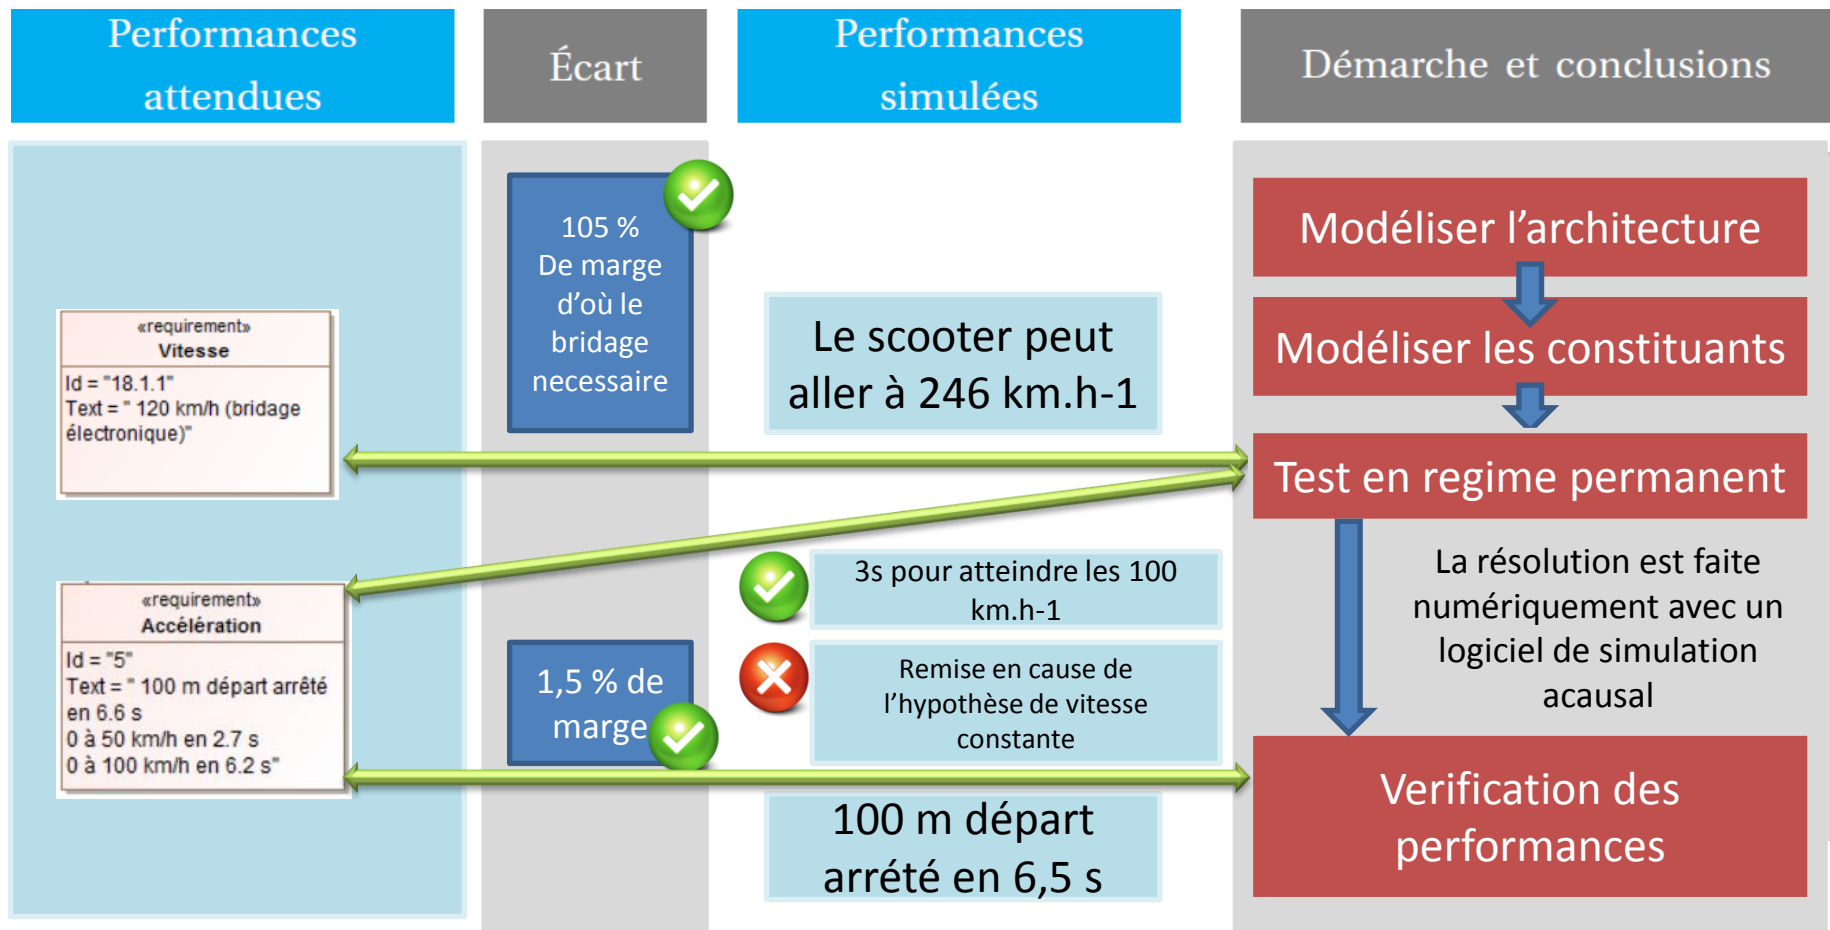 Performances
attendues
Écart
Performances
simulées
Démarche et conclusions
«requirement»
Vitesse
Id = "18.1.1"
Text = " 120 km/h (bridage
électronique)"
«requirement»
Accélération
Id = "5"
Text = " 100 m départ arrêté
en 6.6 s
0 à 50 km/h en 2.7 s
0 à 100 km/h en 6.2 s"
105 %
De marge
d'où le
bridage
necessaire
1,5 % de
marge
Le scooter peut
aller à 246 km.h-1
3s pour atteindre les 100
km.h-1
Remise en cause de
l'hypothèse de vitesse
constante
100 m départ
arrété en 6,5 s
Modéliser l'architecture
Modéliser les constituants
Test en regime permanent
La résolution est faite
numériquement avec un
logiciel de simulation
acausal
Verification des
performances